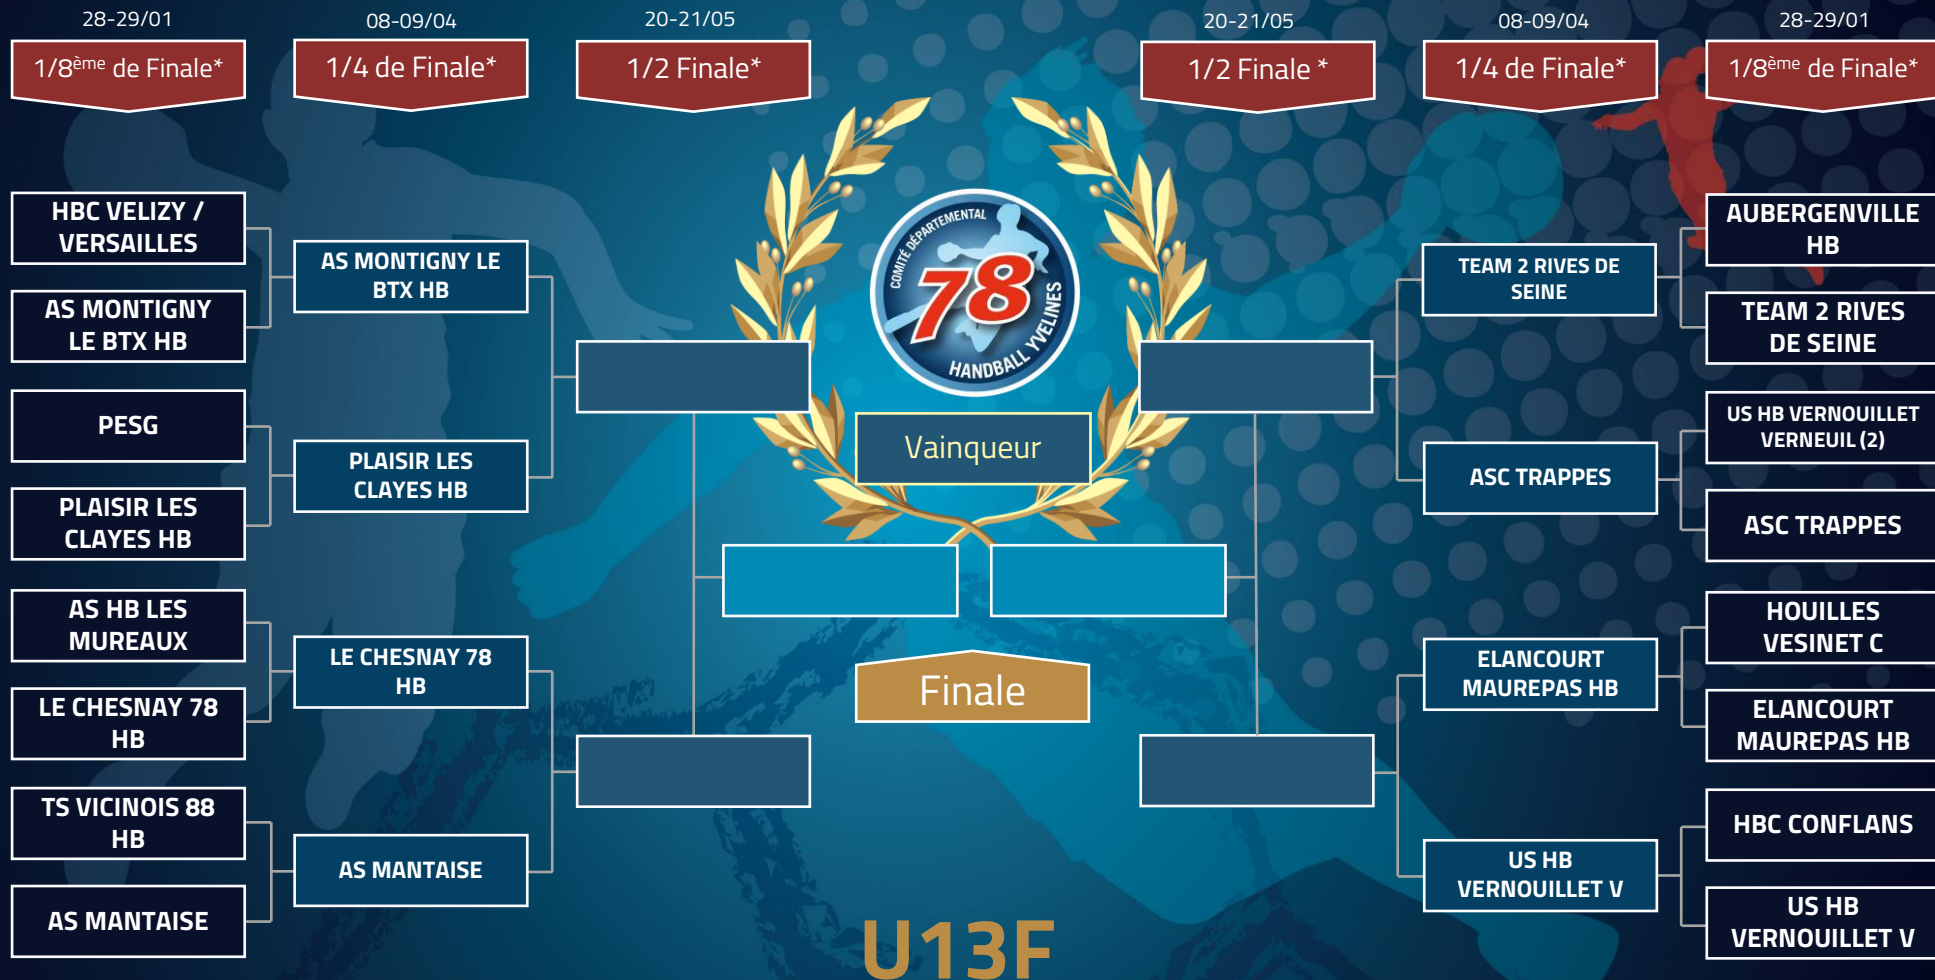 28-29/01
08-09/04
20-21/05
20-21/05
08-09/04
28-29/01
1/8ème de Finale*
1/4 de Finale*
1/2 Finale*
1/2 Finale *
1/4 de Finale*
1/8ème de Finale*
HBC VELIZY /
VERSAILLES
AS MONTIGNY
LE BTX HB
PESG
PLAISIR LES
CLAYES HB
AS HB LES
MUREAUX
LE CHESNAY 78
HB
TS VICINOIS 88
HB
AS MANTAISE
AS MONTIGNY LE
BTX HB
PLAISIR LES
CLAYES HB
LE CHESNAY 78
HB
AS MANTAISE
COMITÉ DÉPARTEMENTAL
78
HANDBALL YVELINES
Vainqueur
Finale
U13F
TEAM 2 RIVES DE
SEINE
ASC TRAPPES
ELANCOURT
MAUREPAS HB
US HB
VERNOUILLET V
AUBERGENVILLE
HB
TEAM 2 RIVES
DE SEINE
US HB VERNOUILLET
VERNEUIL (2)
ASC TRAPPES
HOUILLES
VESINET C
ELANCOURT
MAUREPAS HB
HBC CONFLANS
US HB
VERNOUILLET V